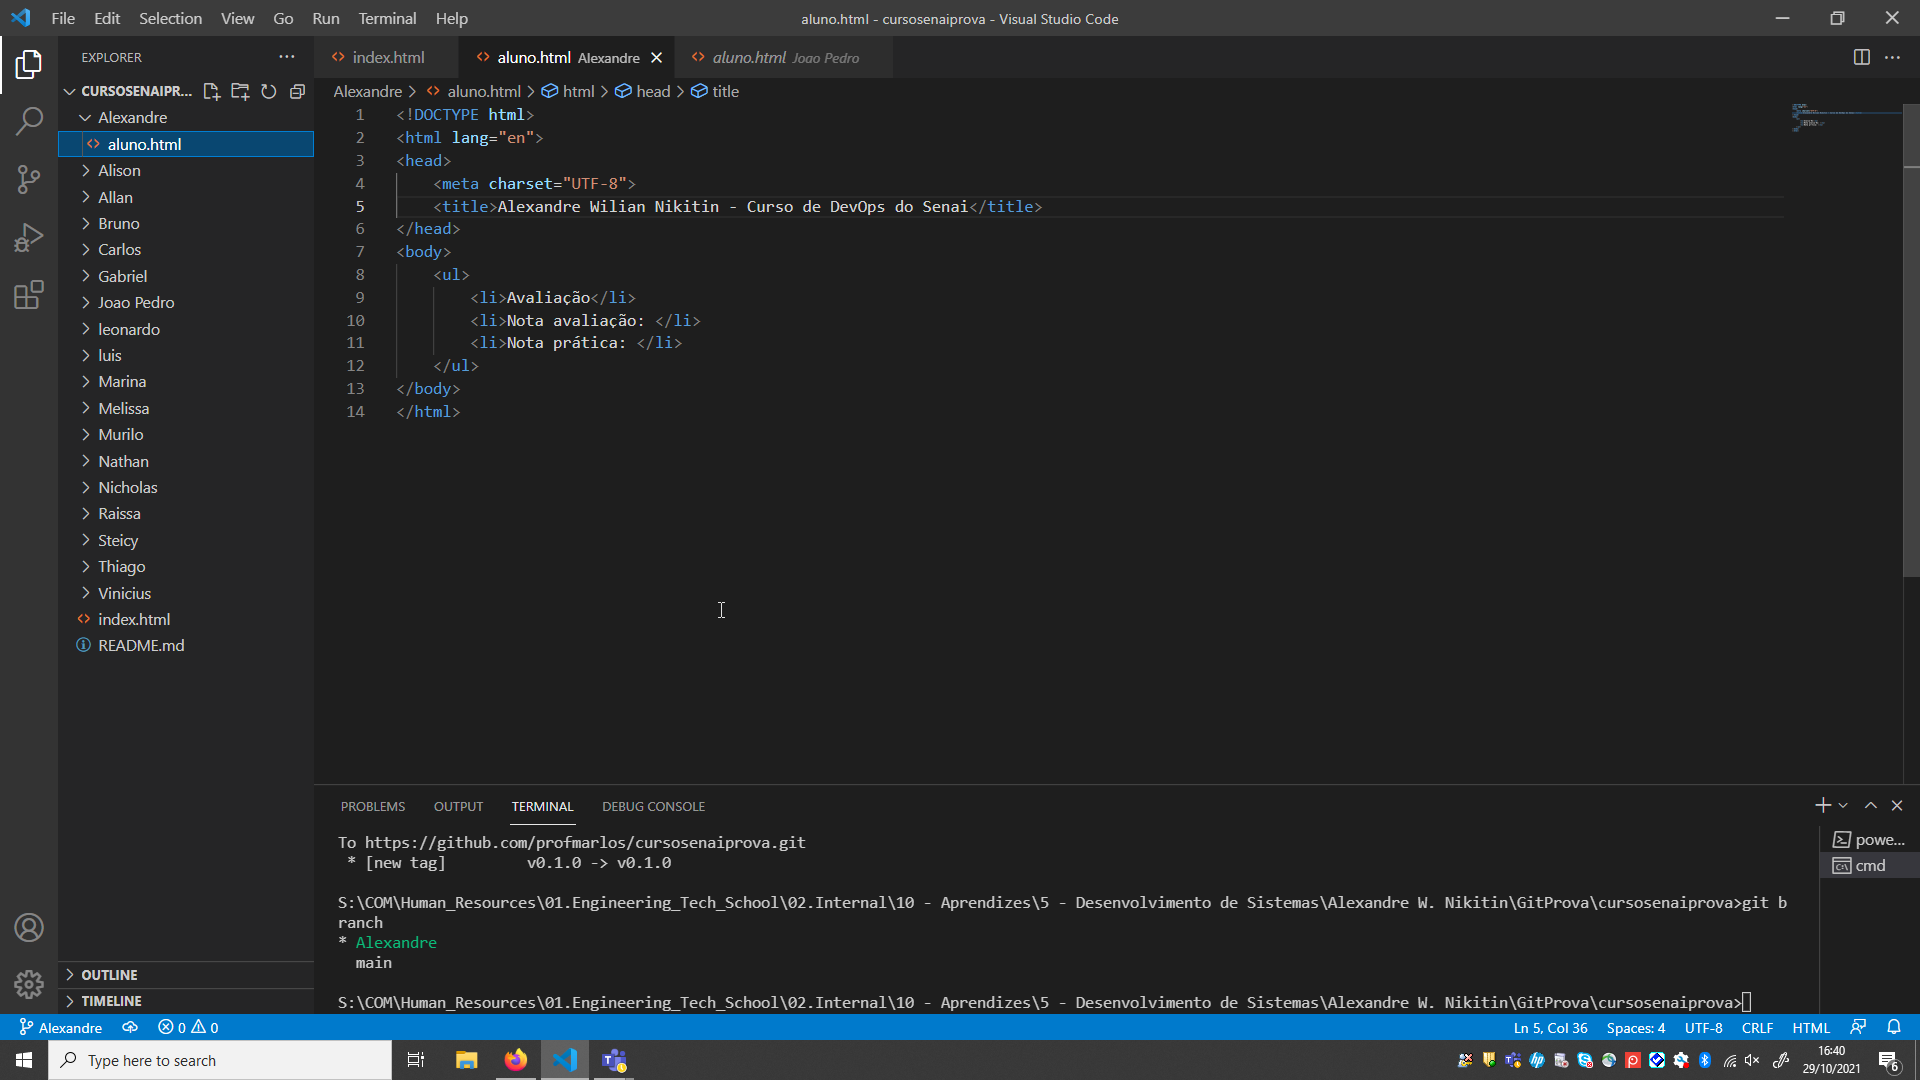 File Edit Selection View Go Run Terminal Help
aluno.html - cursosenaiprova - Visual Studio Code
EXPLORER
CURSOSENAIPR...
Alexandre
aluno.html
Alison
Allan
Bruno
Carlos
Gabriel
Joao Pedro
leonardo
luis
Marina
Melissa
Murilo
Nathan
Nicholas
Raissa
Steicy
Thiago
Vinicius
index.html
README.md
OUTLINE
TIMELINE
index.html
aluno.html Alexandre
aluno.html Joao Pedro
Alexandre > aluno.html > html > head > title
1 <!DOCTYPE html>
2 <html lang="en">
3 <head>
4 <meta charset="UTF-8">
5 <title>Alexandre Wilian Nikitin - Curso de DevOps do Senai</title>
6 </head>
7 <body>
8 <ul>
9 <li>Avaliação</li>
10 <li>Nota avaliação: </li>
11 <li>Nota prática: </li>
12 </ul>
13 </body>
14 </html>
PROBLEMS OUTPUT TERMINAL DEBUG CONSOLE
To https://github.com/profmarlos/cursosenaiprova.git
* [new tag] v0.1.0 -> v0.1.0
S:\COM\Human_Resources\01.Engineering_Tech_School\02.Internal\10 - Aprendizes\5 - Desenvolvimento de Sistemas\Alexandre W. Nikitin\GitProva\cursosenaiprova>git b
ranch
* Alexandre
main
S:\COM\Human_Resources\01.Engineering_Tech_School\02.Internal\10 - Aprendizes\5 - Desenvolvimento de Sistemas\Alexandre W. Nikitin\GitProva\cursosenaiprova>
powe...
cmd
Alexandre 0 0
Ln 5, Col 36 Spaces: 4 UTF-8 CRLF HTML
Type here to search
16:40
29/10/2021
6